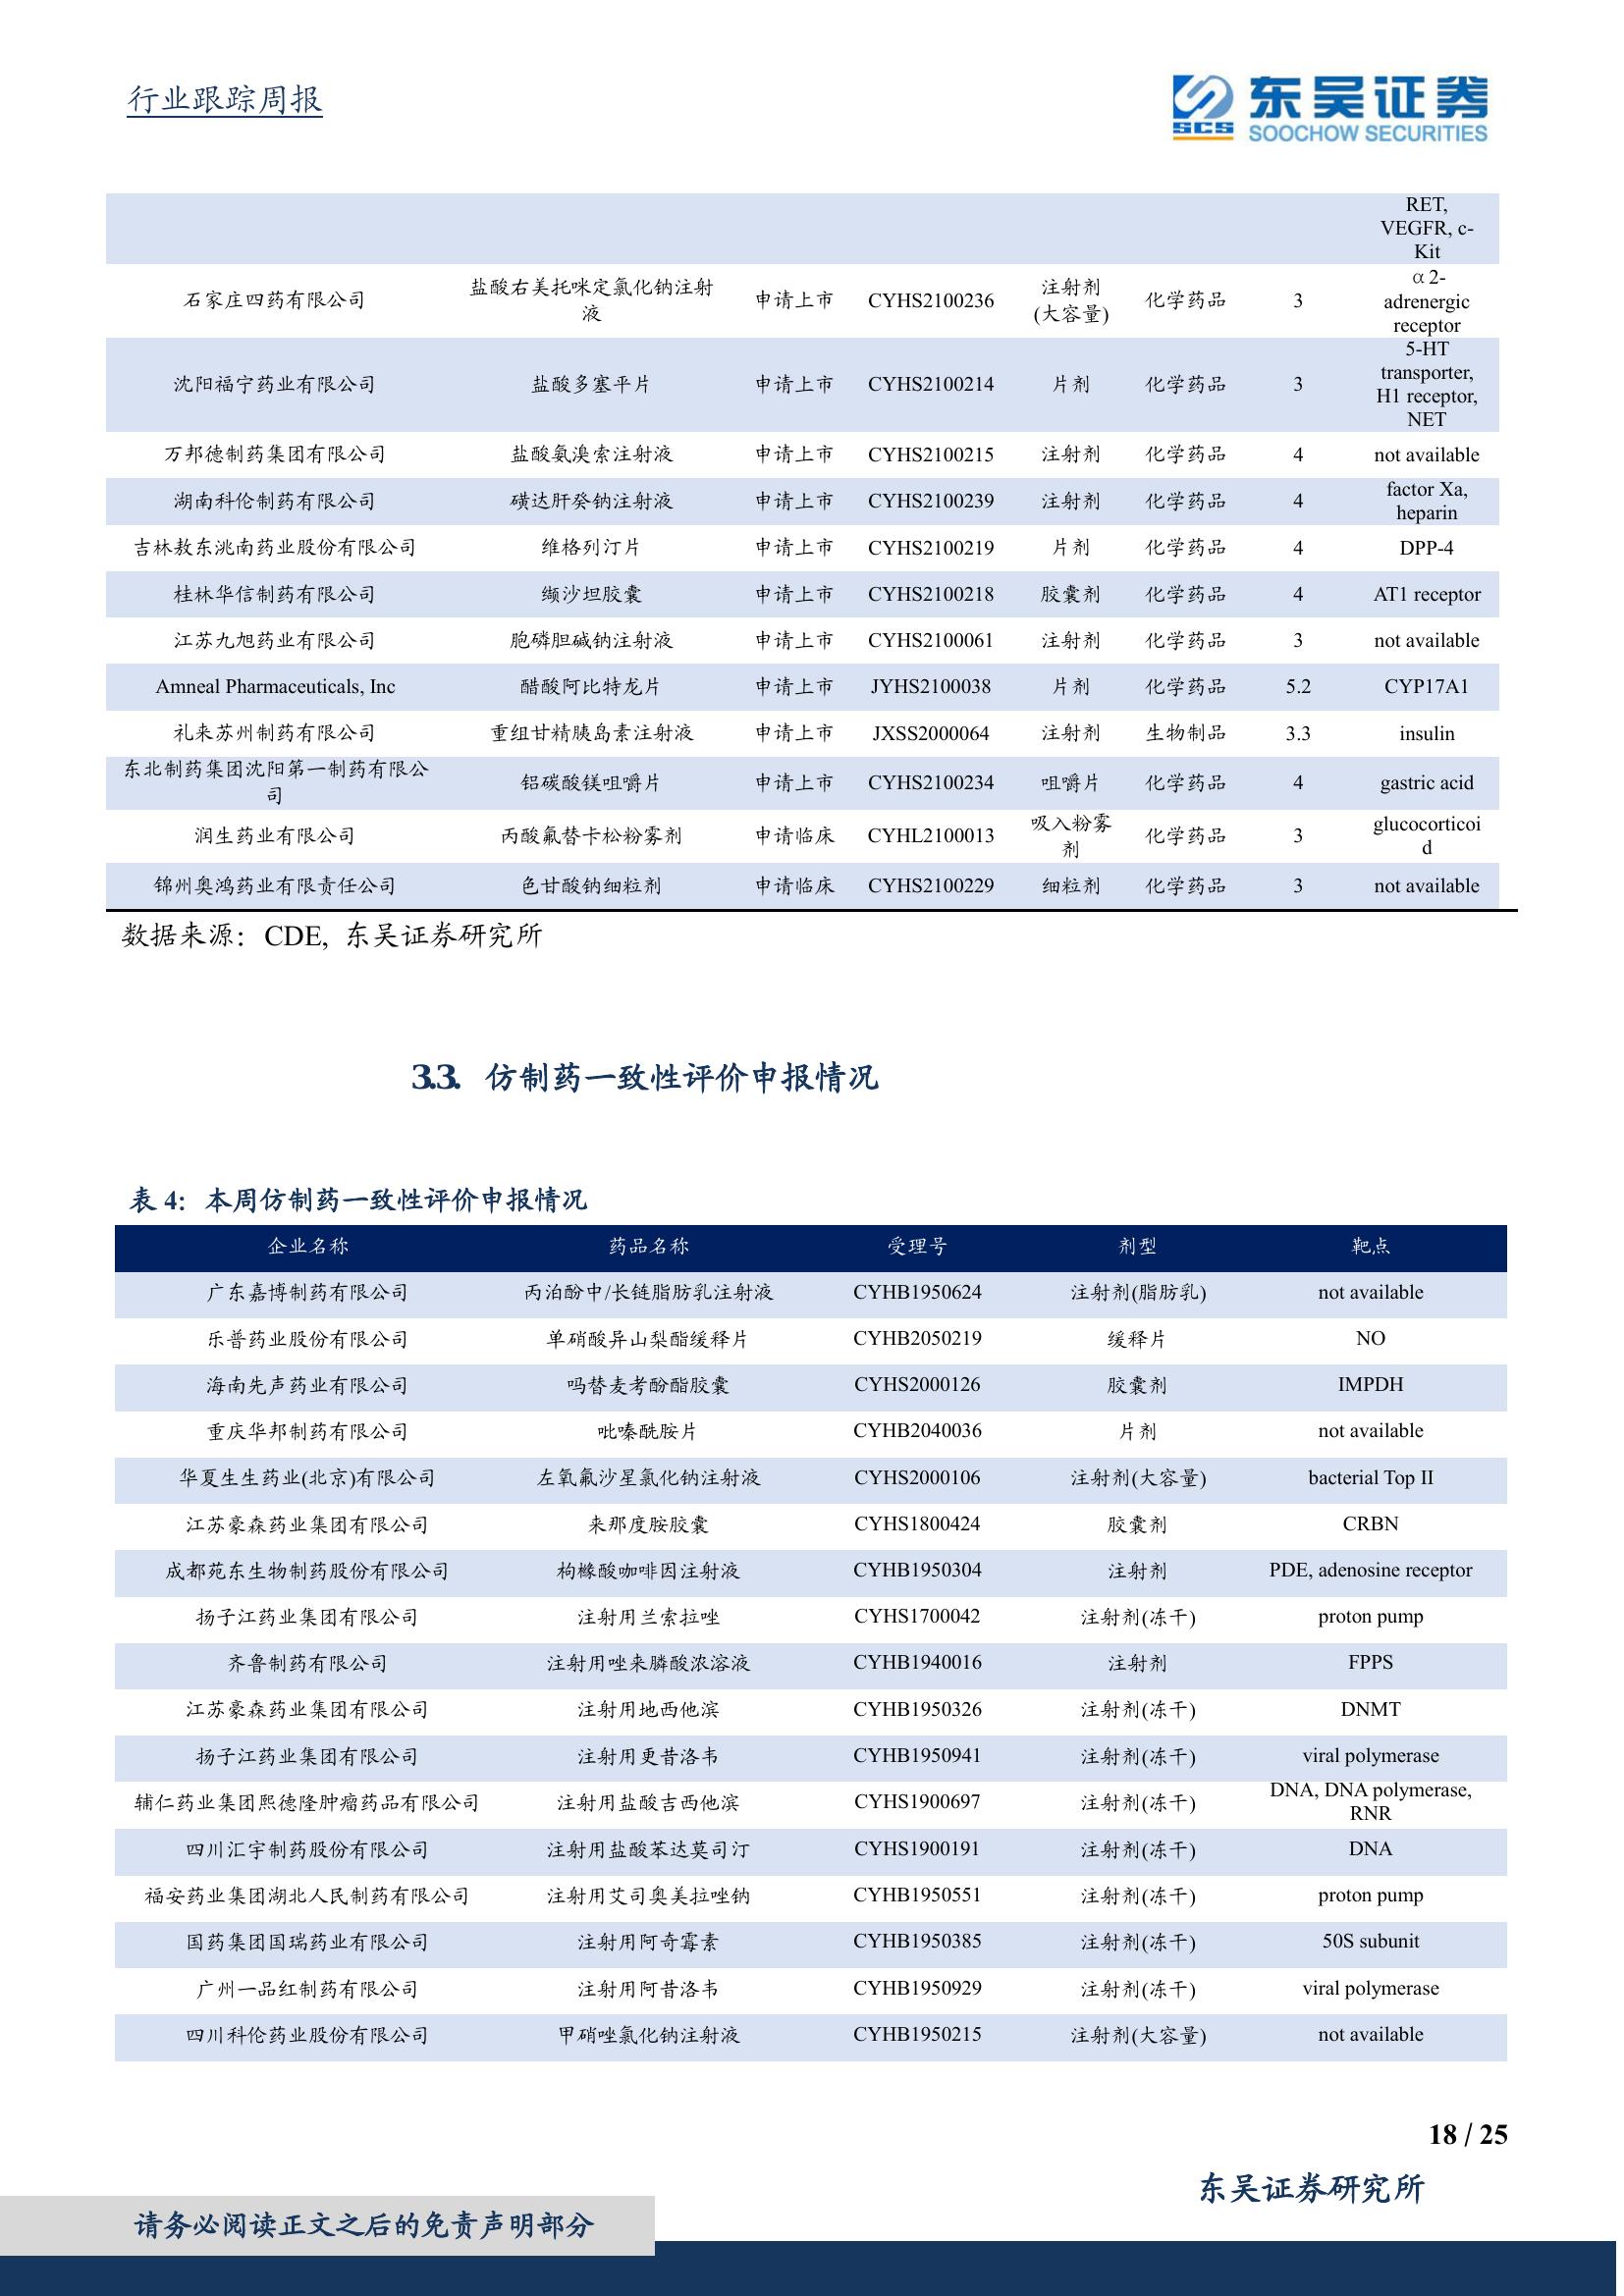 行业跟踪周报
SCS 东吴证券
SOOCHOW SECURITIES
RET,
VEGFR, c-
Kit
石家庄四药有限公司 盐酸右美托咪定氯化钠注射液 申请上市 CYHS2100236 注射剂(大容量) 化学药品 3 α2-adrenergic receptor
沈阳福宁药业有限公司 盐酸多塞平片 申请上市 CYHS2100214 片剂 化学药品 3 5-HT transporter, H1 receptor, NET
万邦德制药集团有限公司 盐酸氨溴索注射液 申请上市 CYHS2100215 注射剂 化学药品 4 not available
湖南科伦制药有限公司 磺达肝癸钠注射液 申请上市 CYHS2100239 注射剂 化学药品 4 factor Xa, heparin
吉林敖东洮南药业股份有限公司 维格列汀片 申请上市 CYHS2100219 片剂 化学药品 4 DPP-4
桂林华信制药有限公司 缬沙坦胶囊 申请上市 CYHS2100218 胶囊剂 化学药品 4 AT1 receptor
江苏九旭药业有限公司 胞磷胆碱钠注射液 申请上市 CYHS2100061 注射剂 化学药品 3 not available
Amneal Pharmaceuticals, Inc 醋酸阿比特龙片 申请上市 JYHS2100038 片剂 化学药品 5.2 CYP17A1
礼来苏州制药有限公司 重组甘精胰岛素注射液 申请上市 JXSS2000064 注射剂 生物制品 3.3 insulin
东北制药集团沈阳第一制药有限公司 铝碳酸镁咀嚼片 申请上市 CYHS2100234 咀嚼片 化学药品 4 gastric acid
润生药业有限公司 丙酸氟替卡松粉雾剂 申请临床 CYHL2100013 吸入粉雾剂 化学药品 3 glucocorticoid
锦州奥鸿药业有限责任公司 色甘酸钠细粒剂 申请临床 CYHS2100229 细粒剂 化学药品 3 not available
数据来源：CDE, 东吴证券研究所
3.3. 仿制药一致性评价申报情况
表 4：本周仿制药一致性评价申报情况
企业名称 药品名称 受理号 剂型 靶点
广东嘉博制药有限公司 丙泊酚中/长链脂肪乳注射液 CYHB1950624 注射剂(脂肪乳) not available
乐普药业股份有限公司 单硝酸异山梨酯缓释片 CYHB2050219 缓释片 NO
海南先声药业有限公司 吗替麦考酚酯胶囊 CYHS2000126 胶囊剂 IMPDH
重庆华邦制药有限公司 吡嗪酰胺片 CYHB2040036 片剂 not available
华夏生生药业(北京)有限公司 左氧氟沙星氯化钠注射液 CYHS2000106 注射剂(大容量) bacterial Top II
江苏豪森药业集团有限公司 来那度胺胶囊 CYHS1800424 胶囊剂 CRBN
成都苑东生物制药股份有限公司 枸橼酸咖啡因注射液 CYHB1950304 注射剂 PDE, adenosine receptor
扬子江药业集团有限公司 注射用兰索拉唑 CYHS1700042 注射剂(冻干) proton pump
齐鲁制药有限公司 注射用唑来膦酸浓溶液 CYHB1940016 注射剂 FPPS
江苏豪森药业集团有限公司 注射用地西他滨 CYHB1950326 注射剂(冻干) DNMT
扬子江药业集团有限公司 注射用更昔洛韦 CYHB1950941 注射剂(冻干) viral polymerase
辅仁药业集团熙德隆肿瘤药品有限公司 注射用盐酸吉西他滨 CYHS1900697 注射剂(冻干) DNA, DNA polymerase, RNR
四川汇宇制药股份有限公司 注射用盐酸苯达莫司汀 CYHS1900191 注射剂(冻干) DNA
福安药业集团湖北人民制药有限公司 注射用艾司奥美拉唑钠 CYHB1950551 注射剂(冻干) proton pump
国药集团国瑞药业有限公司 注射用阿奇霉素 CYHB1950385 注射剂(冻干) 50S subunit
广州一品红制药有限公司 注射用阿昔洛韦 CYHB1950929 注射剂(冻干) viral polymerase
四川科伦药业股份有限公司 甲硝唑氯化钠注射液 CYHB1950215 注射剂(大容量) not available
18 / 25
东吴证券研究所
请务必阅读正文之后的免责声明部分